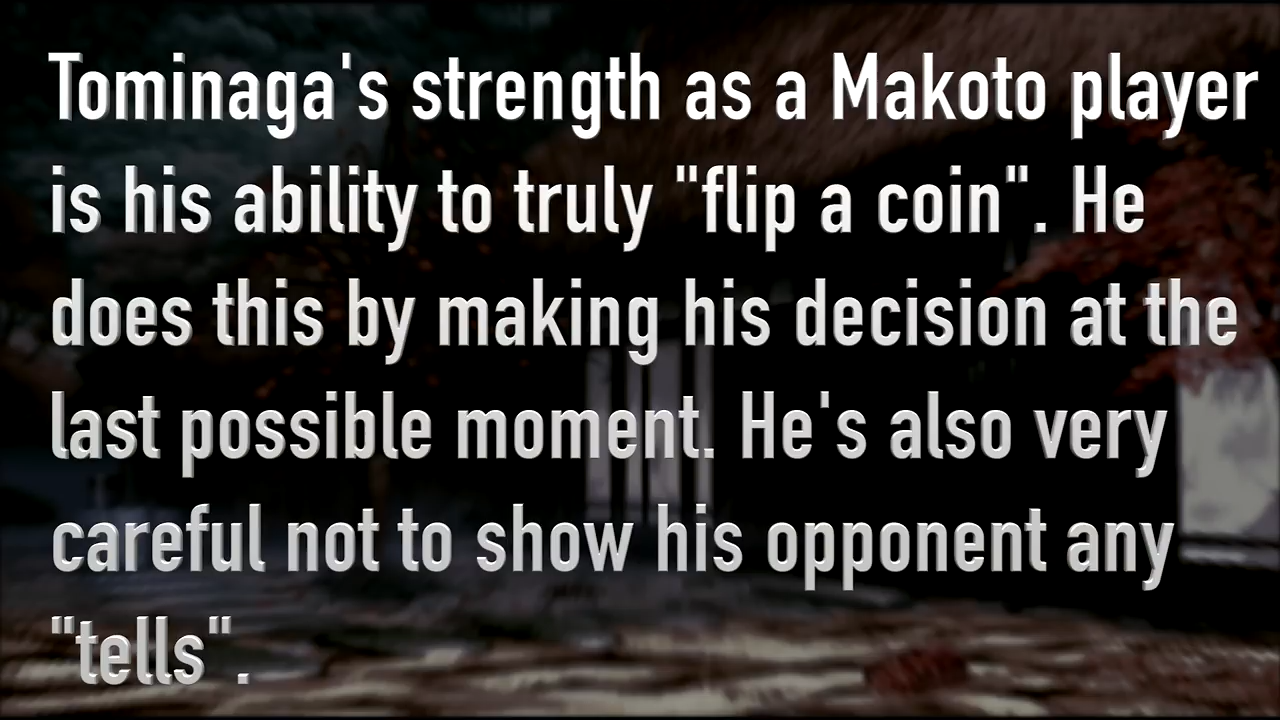 Tominaga's strength as a Makoto player
is his ability to truly "flip a coin". He
does this by making his decision at the
last possible moment. He's also very
careful not to show his opponent any
"tells".